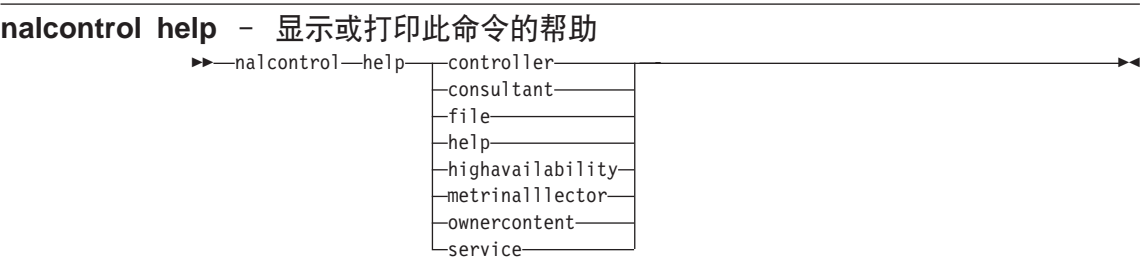 nalcontrol help － 显示或打印此命令的帮助
nalcontrol help controller
consultant
file
help
highavailability
metrinalllector
ownercontent
service